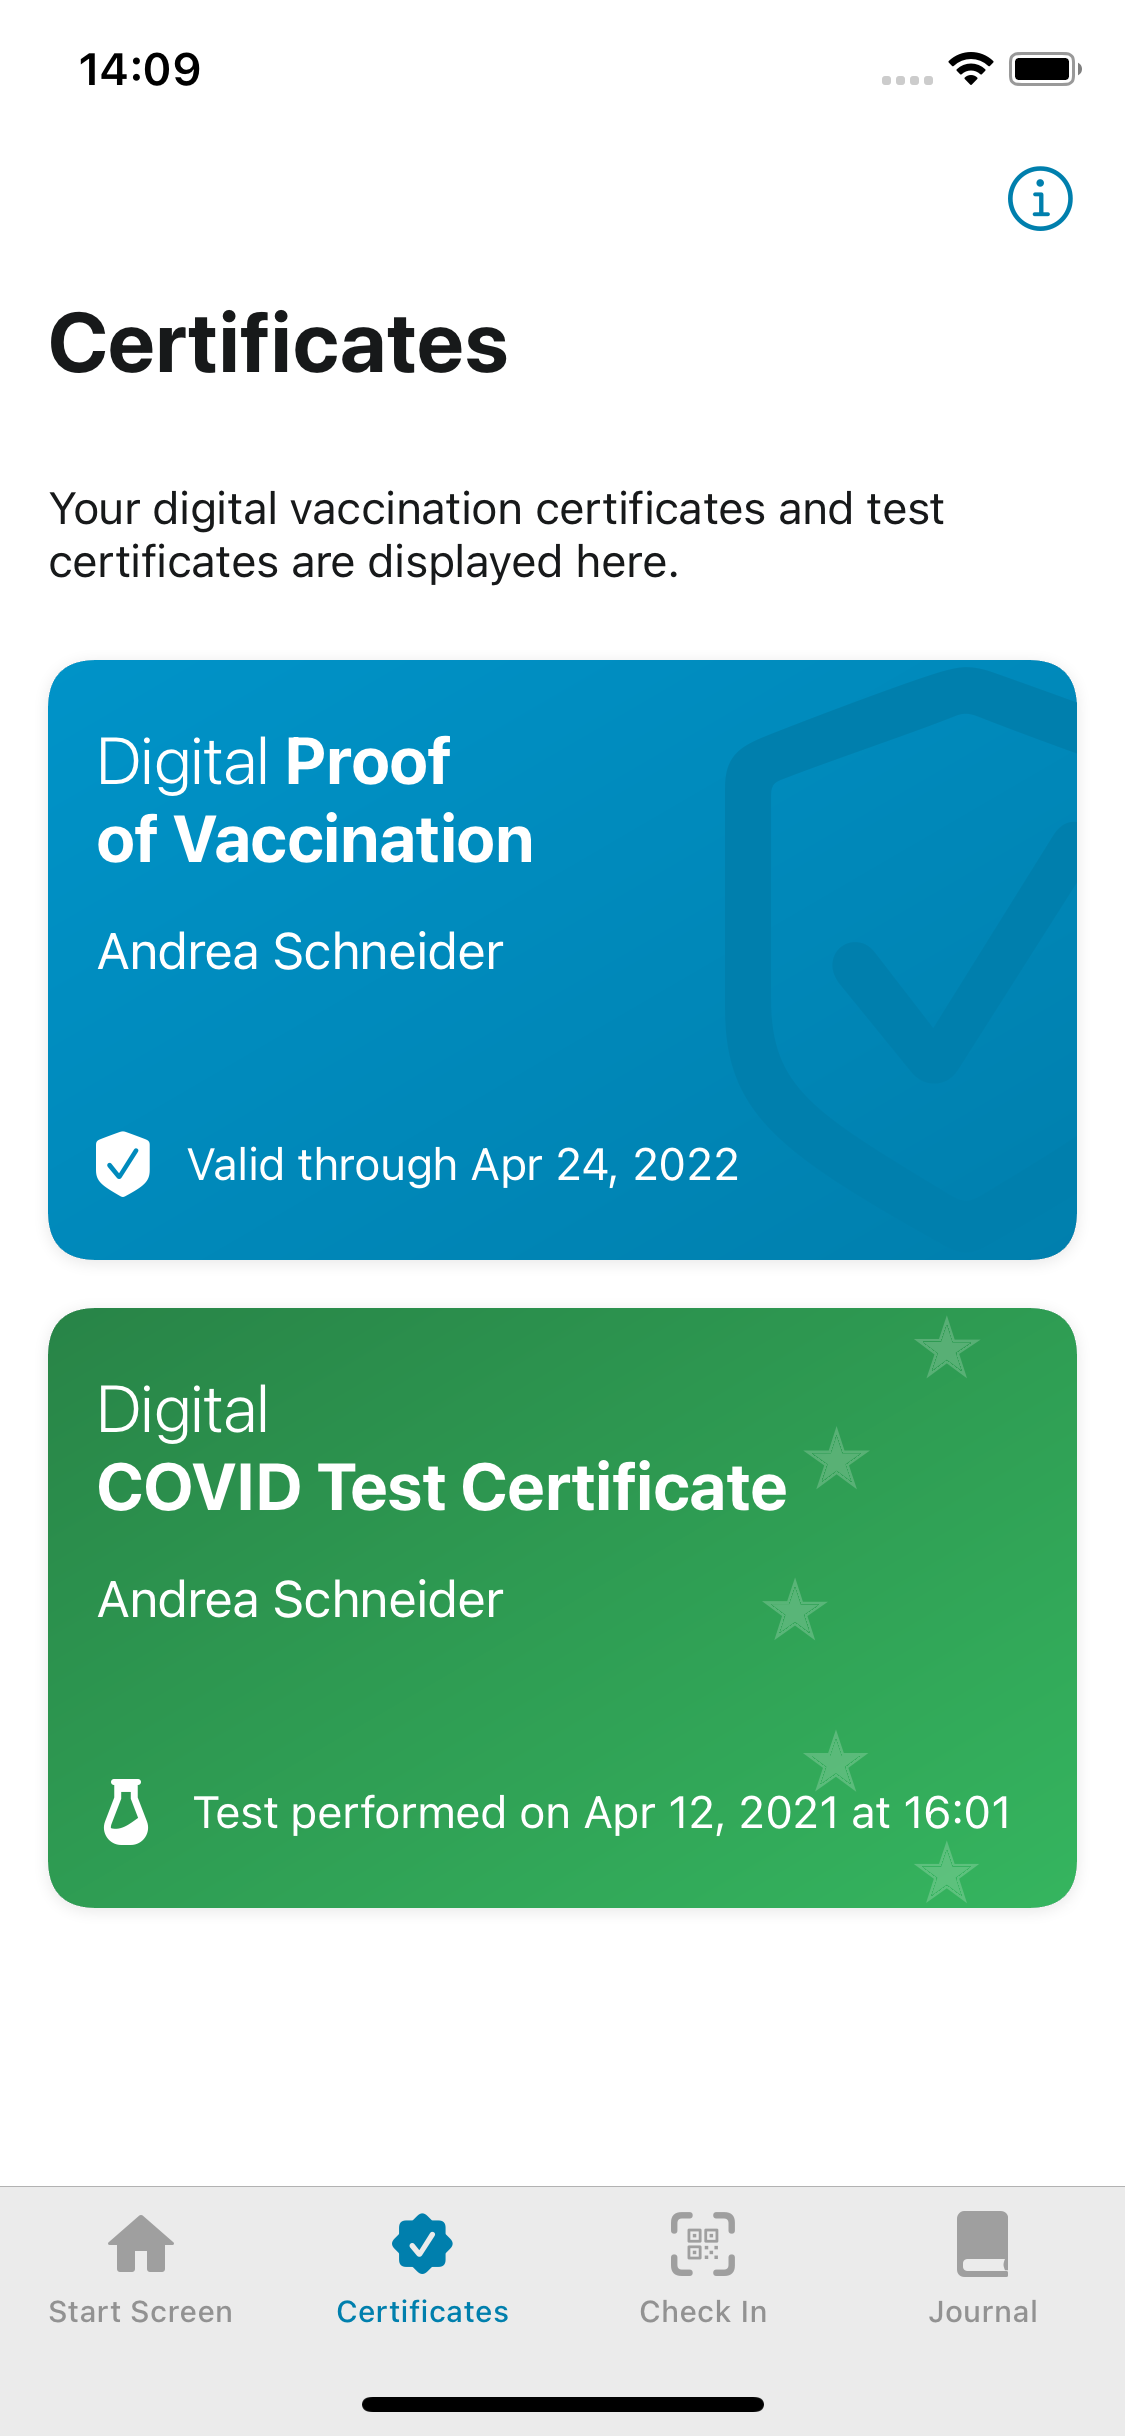 14:09
Certificates
Your digital vaccination certificates and test
certificates are displayed here.
Digital Proof
of Vaccination
Andrea Schneider
Valid through Apr 24, 2022
Digital
COVID Test Certificate
Andrea Schneider
Test performed on Apr 12, 2021 at 16:01
Start Screen
Certificates
Check In
Journal